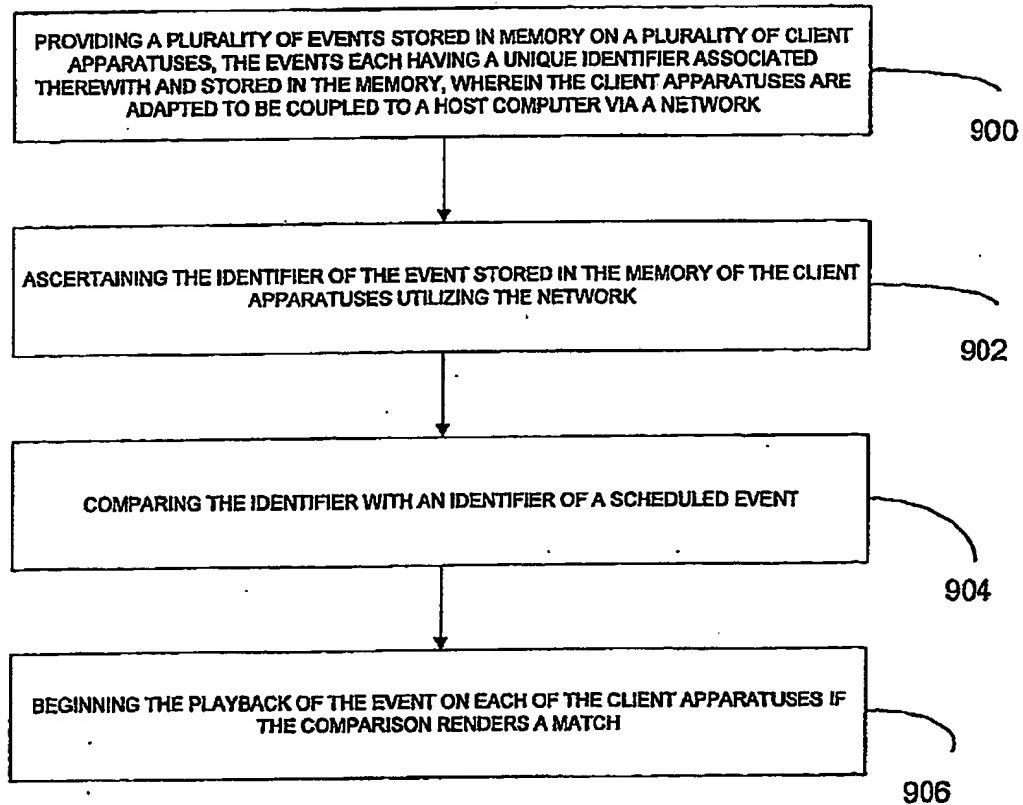 PROVIDING A PLURALITY OF EVENTS STORED IN MEMORY ON A PLURALITY OF CLIENT
APPARATUSES, THE EVENTS EACH HAVING A UNIQUE IDENTIFIER ASSOCIATED
THEREWITH AND STORED IN THE MEMORY, WHEREIN THE CLIENT APPARATUSES ARE
ADAPTED TO BE COUPLED TO A HOST COMPUTER VIA A NETWORK
900
ASCERTAINING THE IDENTIFIER OF THE EVENT STORED IN THE MEMORY OF THE CLIENT
APPARATUSES UTILIZING THE NETWORK
902
COMPARING THE IDENTIFIER WITH AN IDENTIFIER OF A SCHEDULED EVENT
904
BEGINNING THE PLAYBACK OF THE EVENT ON EACH OF THE CLIENT APPARATUSES IF
THE COMPARISON RENDERS A MATCH
906